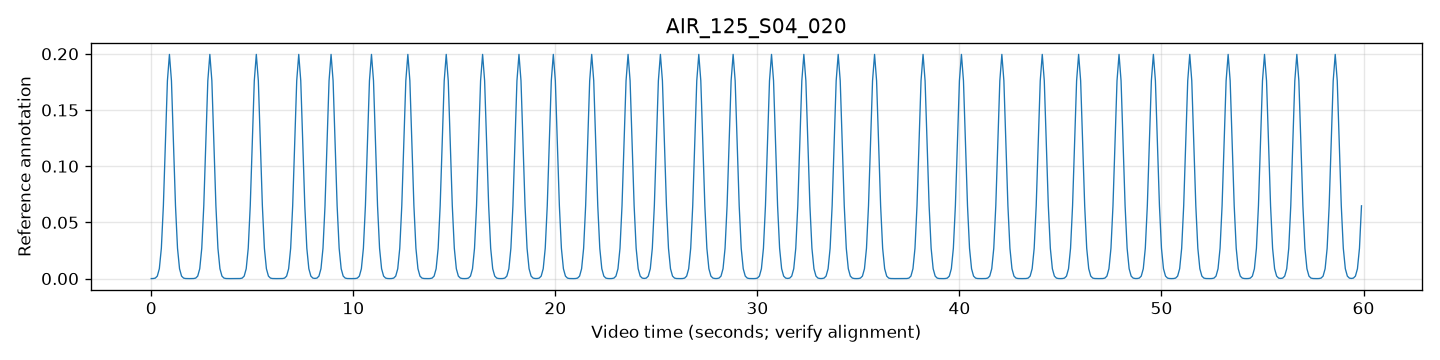 AIR_125_S04_020
Reference annotation
0.20
0.15
0.10
0.05
0.00
0 10 20 30 40 50 60
Video time (seconds; verify alignment)